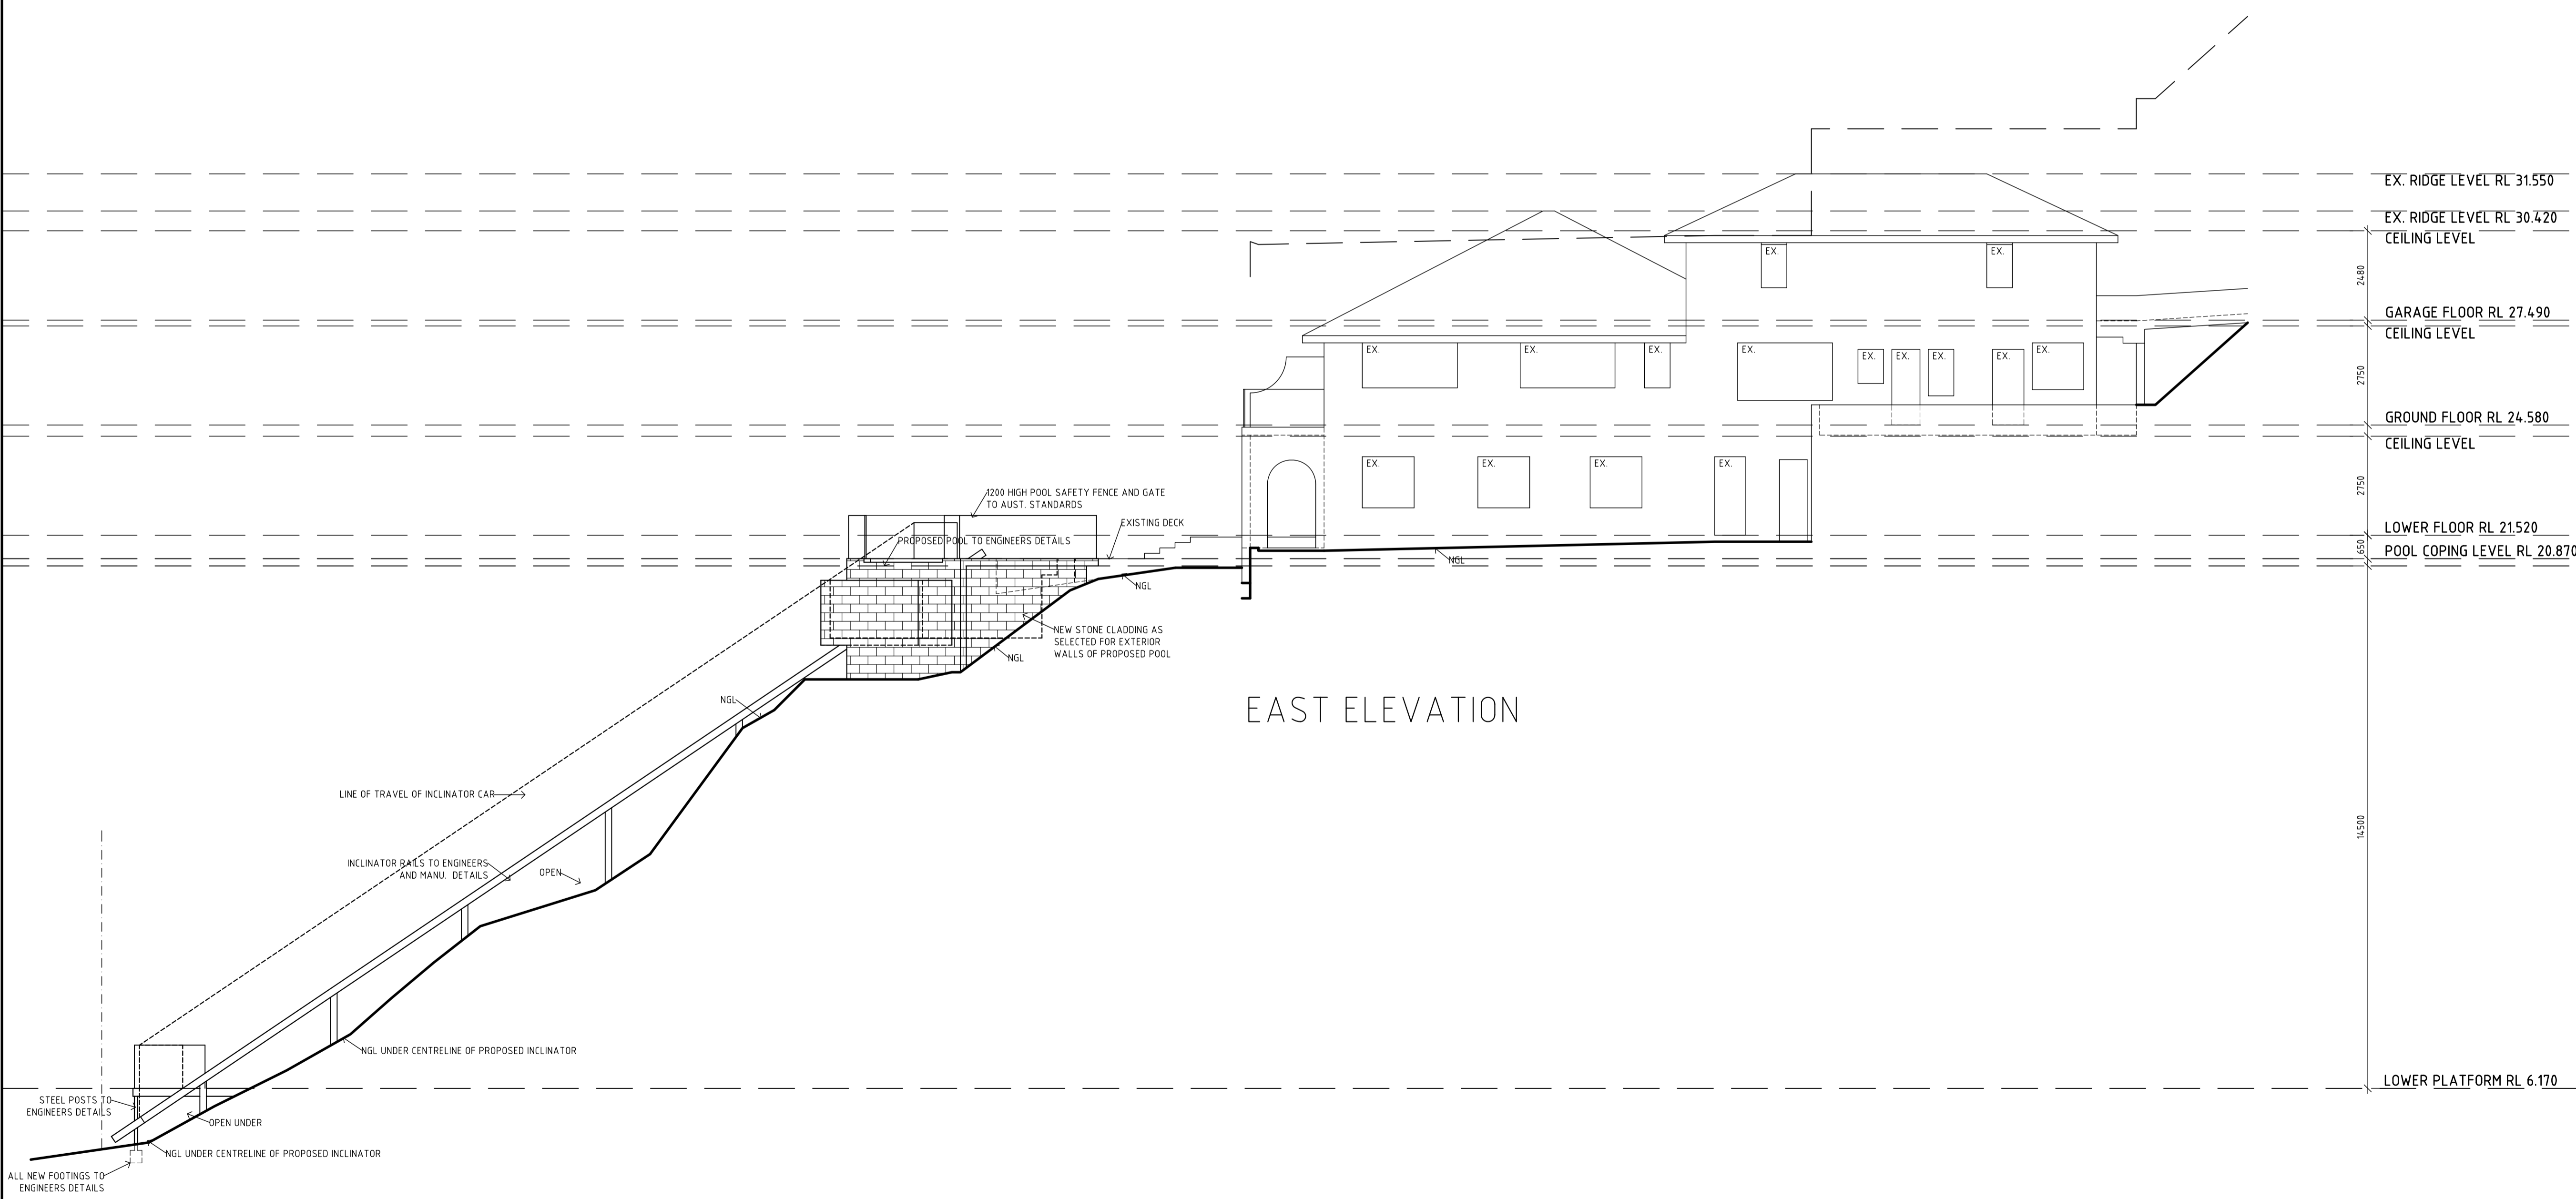 EX. RIDGE LEVEL RL 31.550
EX. RIDGE LEVEL RL 30.420
CEILING LEVEL
EX.
EX.
2480
GARAGE FLOOR RL 27.490
CEILING LEVEL
EX.
EX.
EX.
EX.
EX.
EX.
EX.
EX.
EX.
2750
GROUND FLOOR RL 24.580
CEILING LEVEL
EX.
EX.
EX.
EX.
2750
1200 HIGH POOL SAFETY FENCE AND GATE
TO AUST. STANDARDS
EXISTING DECK
LOWER FLOOR RL 21.520
PROPOSED POOL TO ENGINEERS DETAILS
650
POOL COPING LEVEL RL 20.870
NGL
NGL
NEW STONE CLADDING AS
SELECTED FOR EXTERIOR
WALLS OF PROPOSED POOL
NGL
NGL
EAST ELEVATION
LINE OF TRAVEL OF INCLINATOR CAR
14500
INCLINATOR RAILS TO ENGINEERS
AND MANU. DETAILS
OPEN
NGL UNDER CENTRELINE OF PROPOSED INCLINATOR
LOWER PLATFORM RL 6.170
STEEL POSTS TO
ENGINEERS DETAILS
OPEN UNDER
NGL UNDER CENTRELINE OF PROPOSED INCLINATOR
ALL NEW FOOTINGS TO
ENGINEERS DETAILS